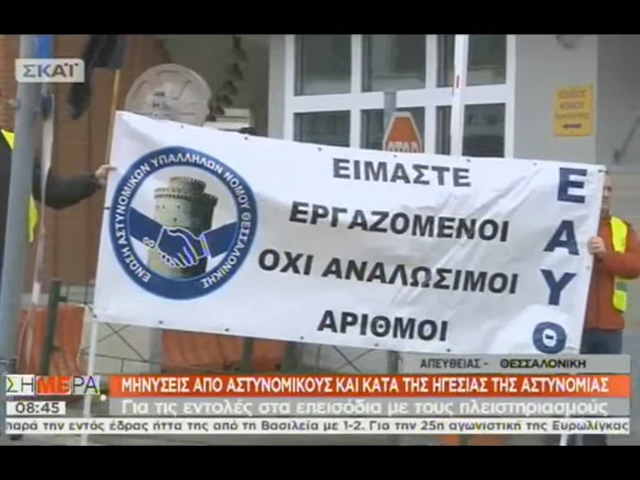 ΣΚΑΪ
ΕΝΩΣΗ ΑΣΤΥΝΟΜΙΚΩΝ ΥΠΑΛΛΗΛΩΝ ΝΟΜΟΥ ΘΕΣΣΑΛΟΝΙΚΗΣ
ΕΙΜΑΣΤΕ
ΕΡΓΑΖΟΜΕΝΟΙ
ΟΧΙ ΑΝΑΛΩΣΙΜΟΙ
ΑΡΙΘΜΟΙ
ΕΑΥΘ
ΑΠΕΥΘΕΙΑΣ - ΘΕΣΣΑΛΟΝΙΚΗ
ΣΗΜΕΡΑ
ΜΗΝΥΣΕΙΣ ΑΠΟ ΑΣΤΥΝΟΜΙΚΟΥΣ ΚΑΙ ΚΑΤΑ ΤΗΣ ΗΓΕΣΙΑΣ ΤΗΣ ΑΣΤΥΝΟΜΙΑΣ
08:45
Για τις εντολές στα επεισόδια με τους πλειστηριασμούς
παρά την εντός έδρας ήττα της από τη Βασιλεία με 1-2. Για την 25η αγωνιστική της Ευρωλίγκας